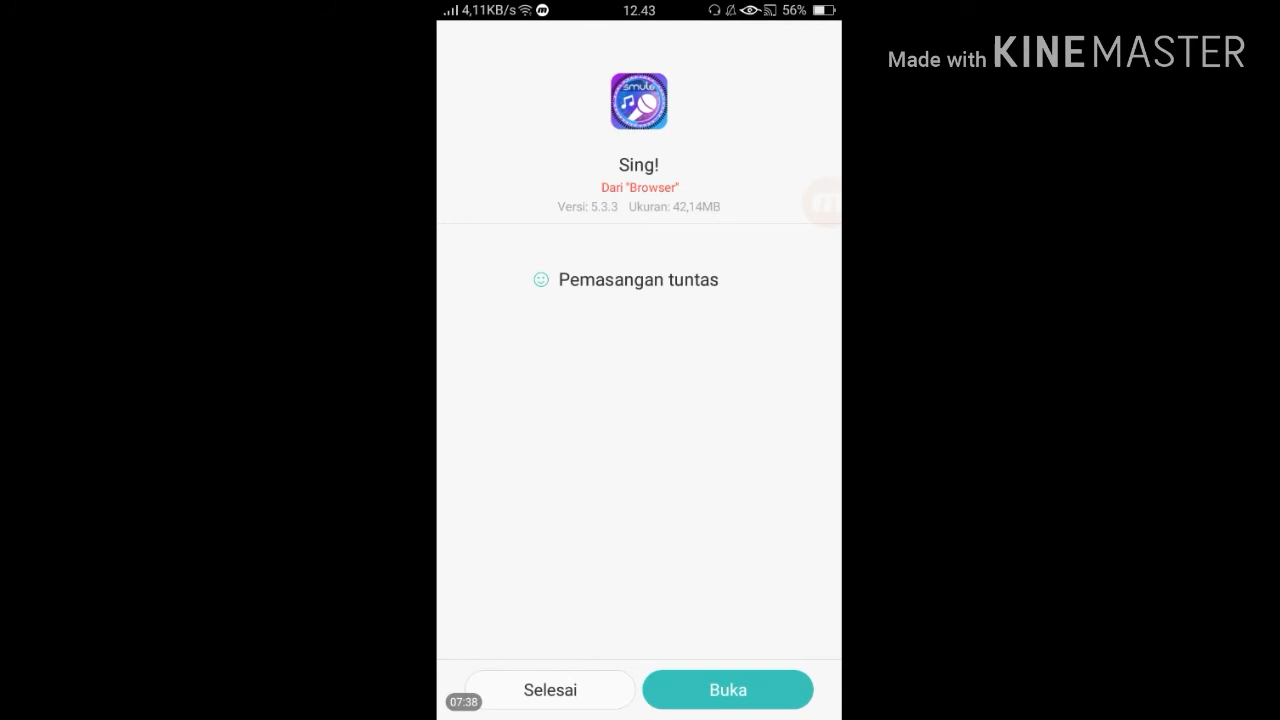 4,11KB/s
12.43
56%
Made with KINEMASTER
smule
Sing!
Dari "Browser"
Versi: 5.3.3 Ukuran: 42,14MB
Pemasangan tuntas
Selesai
Buka
07:38